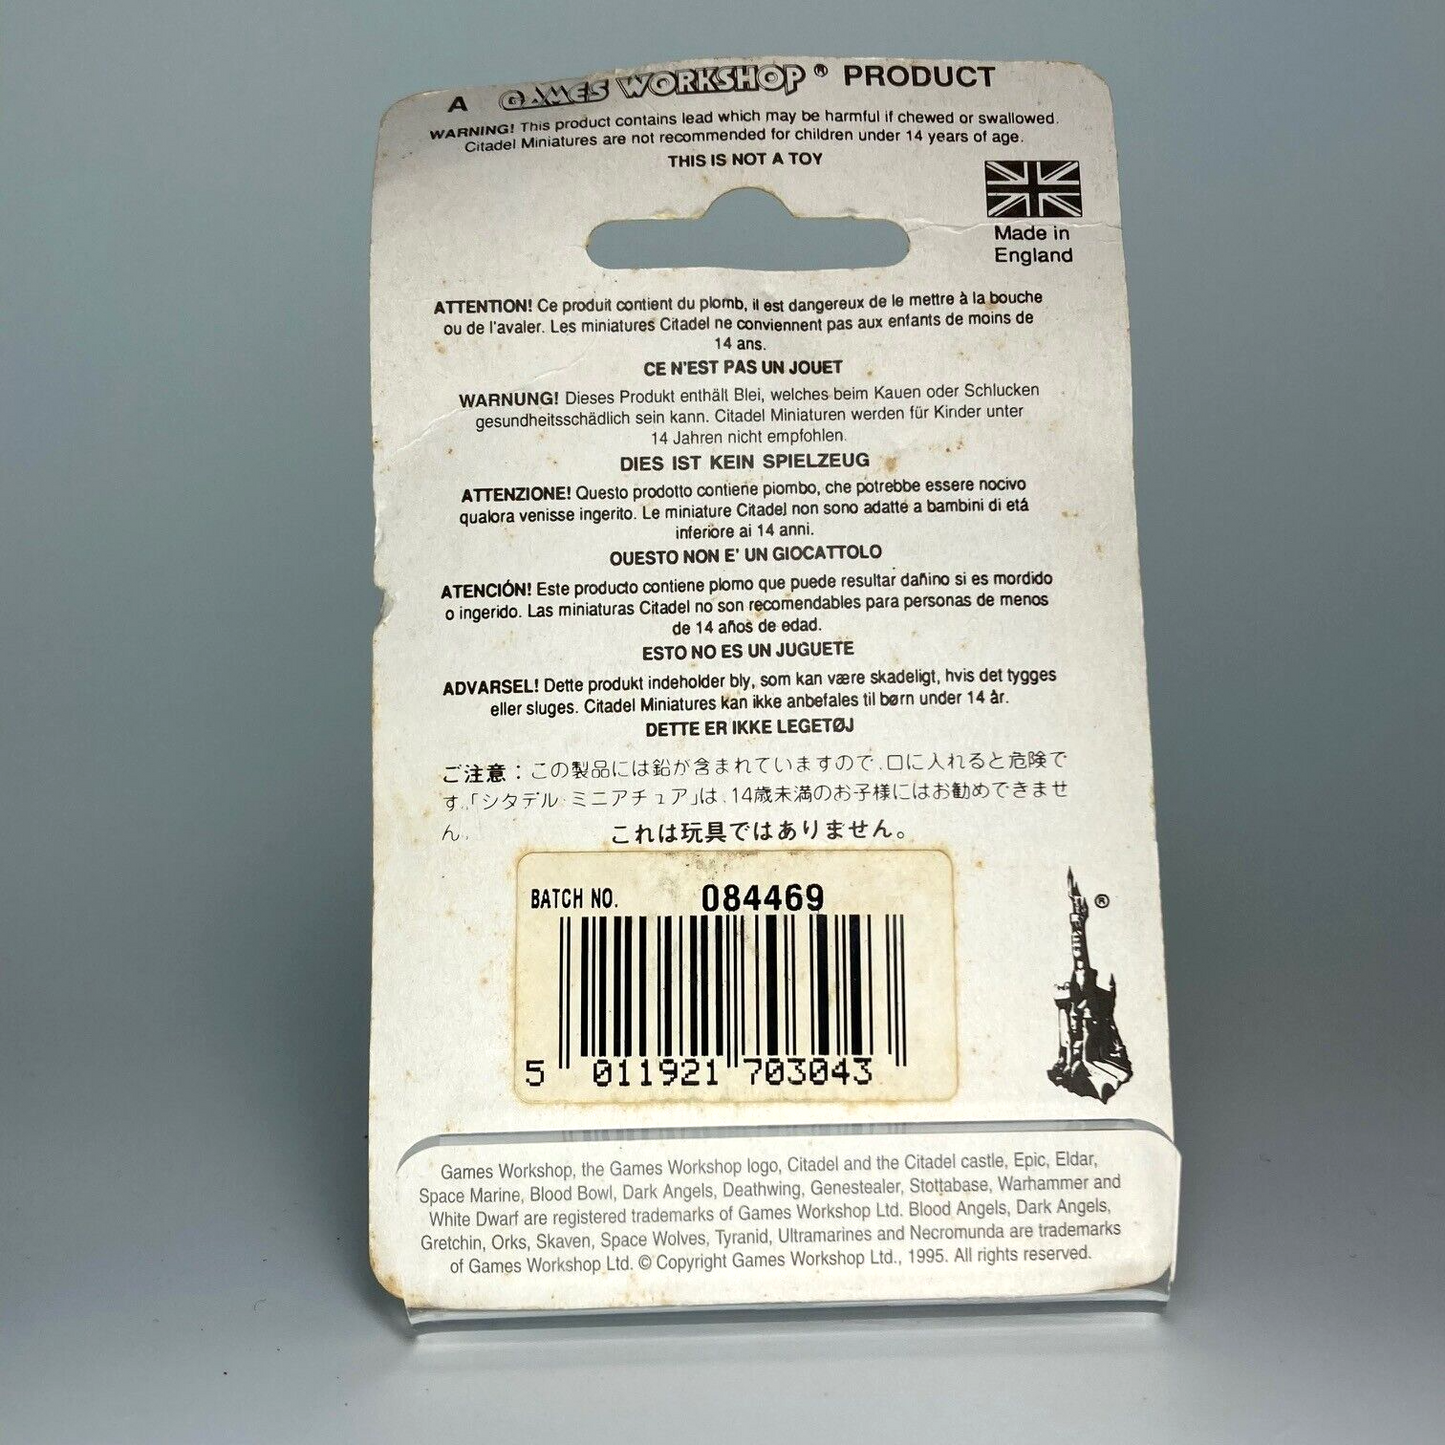 A GAMES WORKSHOP ® PRODUCT
WARNING! This product contains lead which may be harmful if chewed or swallowed.
Citadel Miniatures are not recommended for children under 14 years of age.
THIS IS NOT A TOY
Made in
England
ATTENTION! Ce produit contient du plomb, il est dangereux de le mettre à la bouche
ou de l'avaler. Les miniatures Citadel ne conviennent pas aux enfants de moins de
14 ans.
CE N'EST PAS UN JOUET
WARNUNG! Dieses Produkt enthält Blei, welches beim Kauen oder Schlucken
gesundheitsschädlich sein kann. Citadel Miniaturen werden für Kinder unter
14 Jahren nicht empfohlen.
DIES IST KEIN SPIELZEUG
ATTENZIONE! Questo prodotto contiene piombo, che potrebbe essere nocivo
qualora venisse ingerito. Le miniature Citadel non sono adatte a bambini di etá
inferiore ai 14 anni.
QUESTO NON E' UN GIOCATTOLO
ATENCIÓN! Este producto contiene plomo que puede resultar dañino si es mordido
o ingerido. Las miniaturas Citadel no son recomendables para personas de menos
de 14 años de edad.
ESTO NO ES UN JUGUETE
ADVARSEL! Dette produkt indeholder bly, som kan være skadeligt, hvis det tygges
eller sluges. Citadel Miniatures kan ikke anbefales til børn under 14 år.
DETTE ER IKKE LEGETØJ
ご注意：この製品には鉛が含まれていますので、口に入れると危険で
す。「シタデル・ミニアチュア」は、14歳未満のお子様にはお勧めできませ
ん。
これは玩具ではありません。
BATCH NO. 084469
®
5 011921 703043
Games Workshop, the Games Workshop logo, Citadel and the Citadel castle, Epic, Eldar,
Space Marine, Blood Bowl, Dark Angels, Deathwing, Genestealer, Stottabase, Warhammer and
White Dwarf are registered trademarks of Games Workshop Ltd. Blood Angels, Dark Angels,
Gretchin, Orks, Skaven, Space Wolves, Tyranid, Ultramarines and Necromunda are trademarks
of Games Workshop Ltd. © Copyright Games Workshop Ltd., 1995. All rights reserved.